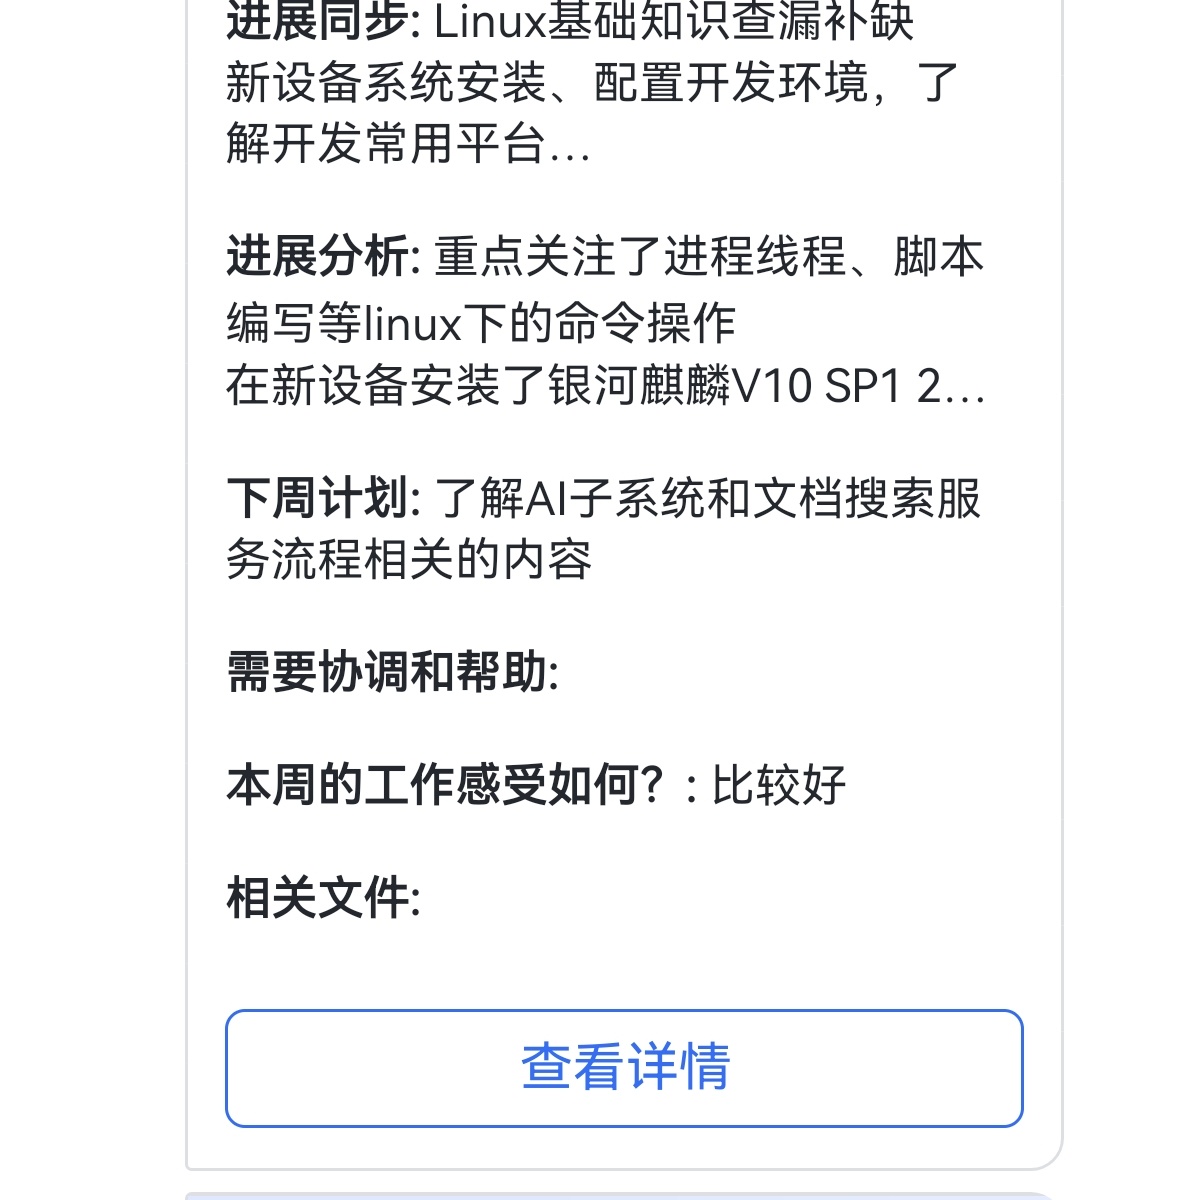 进展同步: Linux基础知识查漏补缺
新设备系统安装、配置开发环境，了
解开发常用平台...
进展分析: 重点关注了进程线程、脚本
编写等linux下的命令操作
在新设备安装了银河麒麟V10 SP1 2...
下周计划: 了解AI子系统和文档搜索服
务流程相关的内容
需要协调和帮助:
本周的工作感受如何？: 比较好
相关文件:
查看详情